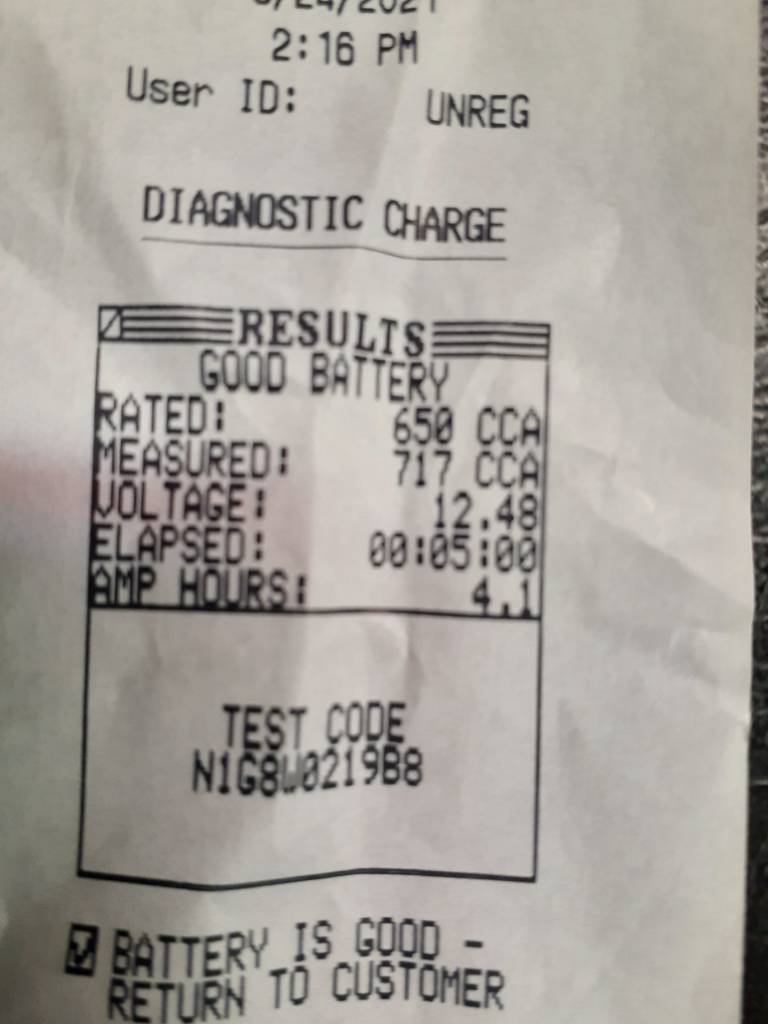 2:16 PM
User ID: UNREG
DIAGNOSTIC CHARGE
RESULTS
GOOD BATTERY
RATED: 650 CCA
MEASURED: 717 CCA
VOLTAGE: 12.48
ELAPSED: 00:05:00
AMP HOURS: 4.1
TEST CODE
N1G8W0219B8
BATTERY IS GOOD -
RETURN TO CUSTOMER